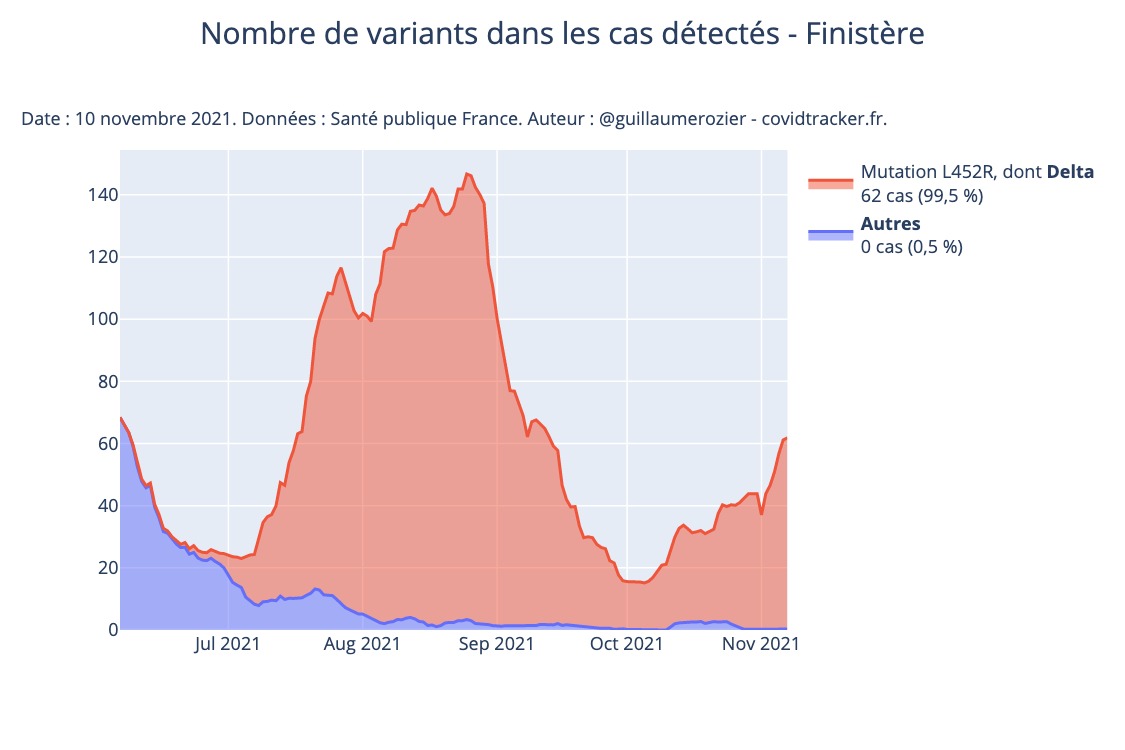 Nombre de variants dans les cas détectés - Finistère
Date : 10 novembre 2021. Données : Santé publique France. Auteur : @guillaumerozier - covidtracker.fr.
Mutation L452R, dont Delta
62 cas (99,5 %)
Autres
0 cas (0,5 %)
140
120
100
80
60
40
20
0
Jul 2021 Aug 2021 Sep 2021 Oct 2021 Nov 2021